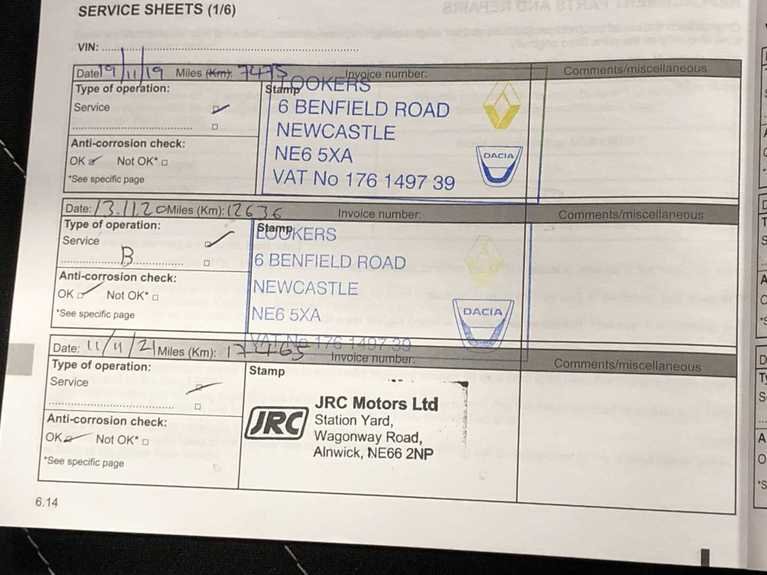 SERVICE SHEETS (1/6)
VIN:
Date: 19/11/19 Miles (Km): 7475 Invoice number: Comments/miscellaneous
Type of operation:
Service
Anti-corrosion check:
OK Not OK*
*See specific page
Stamp
LOOKERS
6 BENFIELD ROAD
NEWCASTLE
NE6 5XA
VAT No 176 1497 39
DACIA
Date: 13.11.20 Miles (Km): 12636 Invoice number: Comments/miscellaneous
Type of operation:
Service
B
Anti-corrosion check:
OK Not OK*
*See specific page
Stamp
LOOKERS
6 BENFIELD ROAD
NEWCASTLE
NE6 5XA
VAT No 176 1497 39
DACIA
Date: 11/11/21 Miles (Km): 17465 Invoice number: Comments/miscellaneous
Type of operation:
Service
Anti-corrosion check:
OK Not OK*
*See specific page
Stamp
JRC
JRC Motors Ltd
Station Yard,
Wagonway Road,
Alnwick, NE66 2NP
6.14